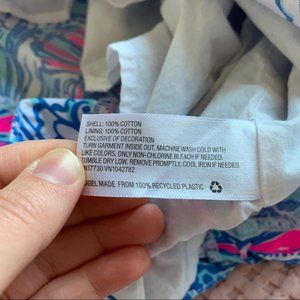 SHELL: 100% COTTON
LINING: 100% COTTON
EXCLUSIVE OF DECORATION
TURN GARMENT INSIDE OUT. MACHINE WASH COLD WITH
LIKE COLORS. ONLY NON-CHLORINE BLEACH IF NEEDED.
TUMBLE DRY LOW. REMOVE PROMPTLY, COOL IRON IF NEEDED.
N17730 VN1042782
ABEL MADE FROM 100% RECYCLED PLASTIC